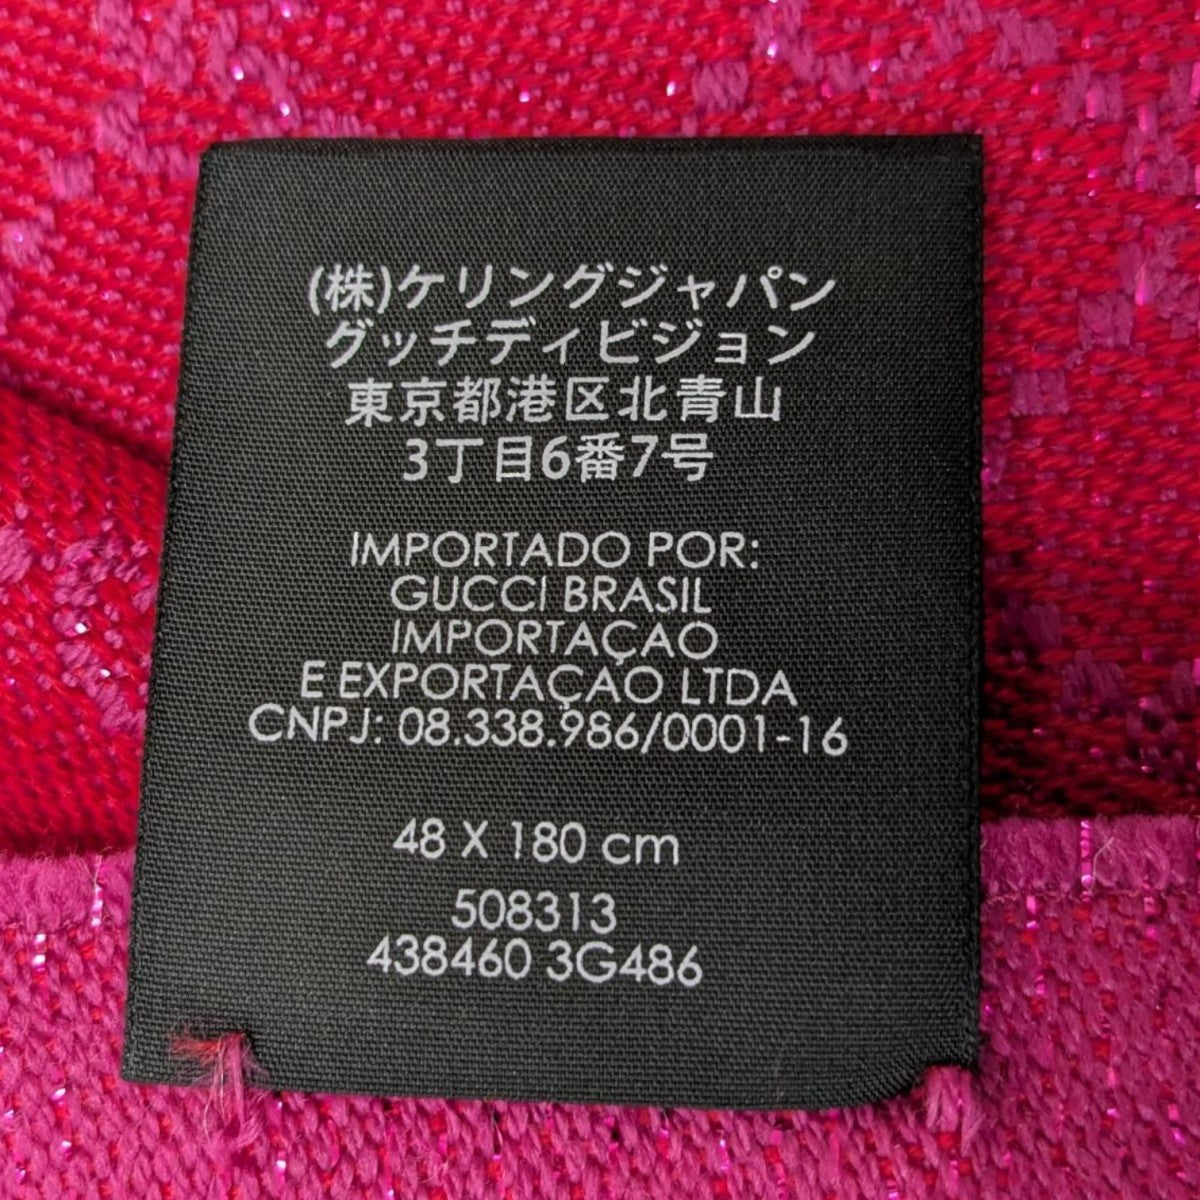 (株)ケリングジャパン
グッチディビジョン
東京都港区北青山
3丁目6番7号
IMPORTADO POR:
GUCCI BRASIL
IMPORTAÇAO
E EXPORTAÇAO LTDA
CNPJ: 08.338.986/0001-16
48 X 180 cm
508313
438460 3G486